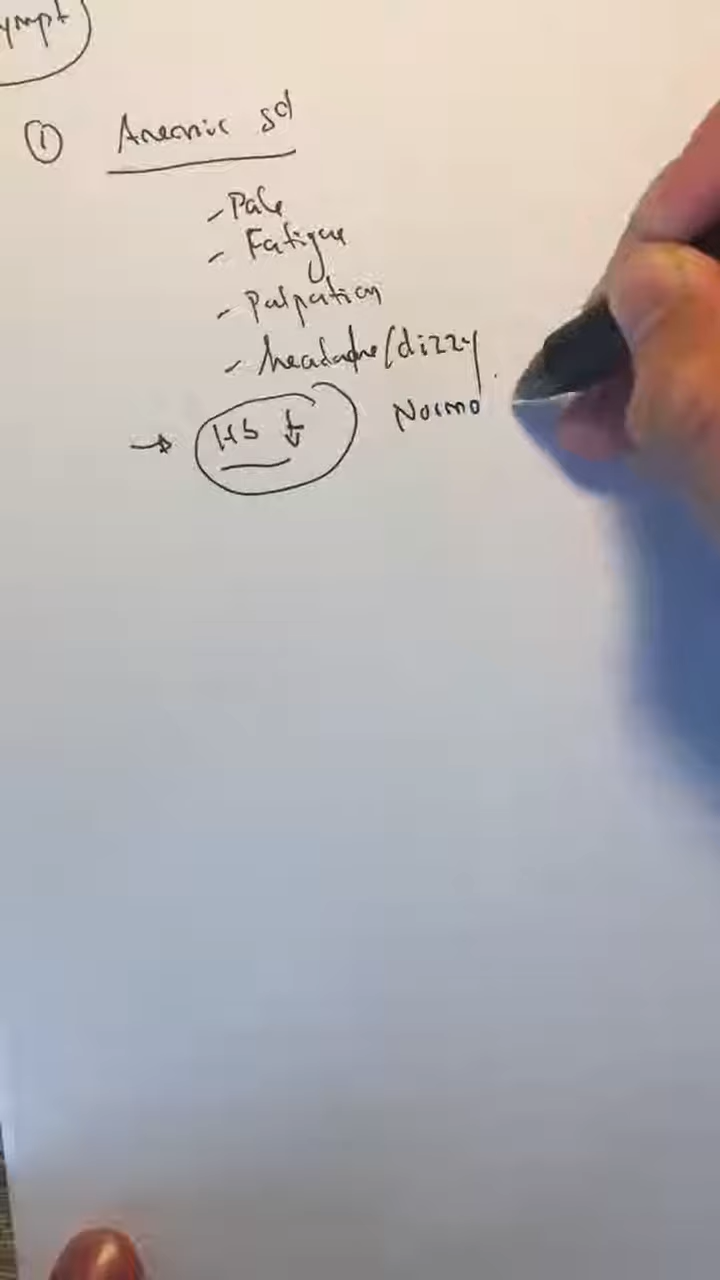 ympt
① Anemic sd
- Pale
- Fatigue
- Palpation
- headache/dizzy
→ Hb ↓ Normo